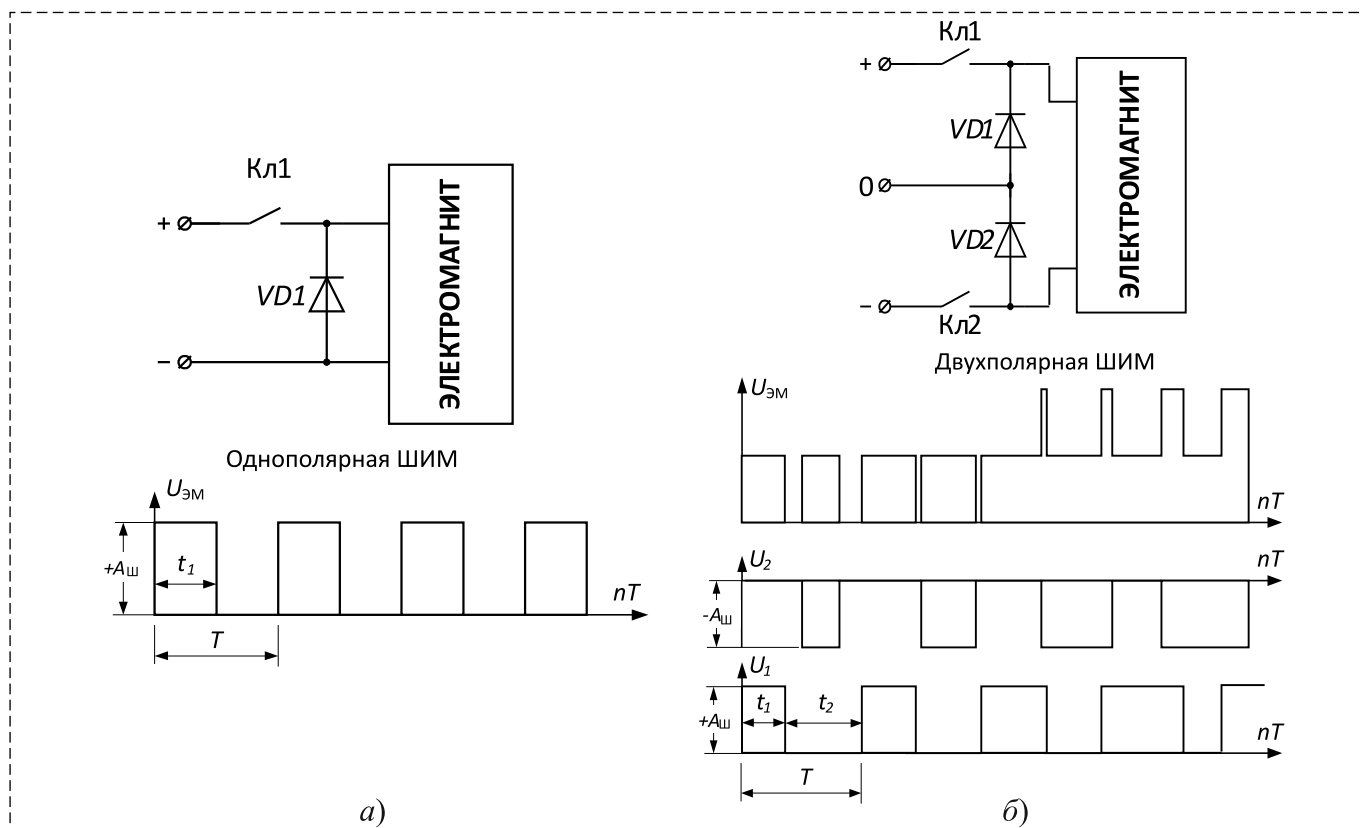 Кл1
+
VD1
−
ЭЛЕКТРОМАГНИТ
Однополярная ШИМ
UЭМ
+AШ
t1
nT
T
а)
Кл1
+
VD1
0
VD2
−
Кл2
ЭЛЕКТРОМАГНИТ
Двухполярная ШИМ
UЭМ
nT
U2
nT
-AШ
U1
+AШ
t1
t2
nT
T
б)